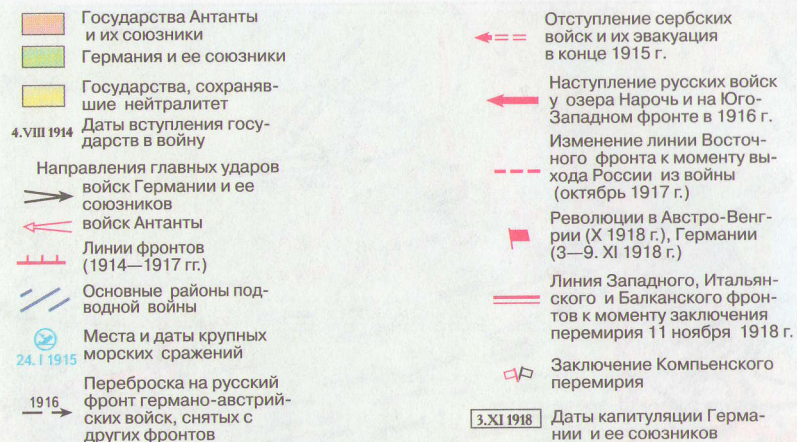 Государства Антанты
и их союзники
Германия и ее союзники
Государства, сохраняв-
шие нейтралитет
4.VIII 1914 Даты вступления госу-
дарств в войну
Направления главных ударов
войск Германии и ее
союзников
войск Антанты
Линии фронтов
(1914—1917 гг.)
Основные районы под-
водной войны
Места и даты крупных
24. I 1915 морских сражений
Переброска на русский
1916 фронт германо-австрий-
ских войск, снятых с
других фронтов
Отступление сербских
войск и их эвакуация
в конце 1915 г.
Наступление русских войск
у озера Нарочь и на Юго-
Западном фронте в 1916 г.
Изменение линии Восточ-
ного фронта к моменту вы-
хода России из войны
(октябрь 1917 г.)
Революции в Австро-Венг-
рии (X 1918 г.), Германии
(3—9. XI 1918 г.)
Линия Западного, Итальян-
ского и Балканского фрон-
тов к моменту заключения
перемирия 11 ноября 1918 г.
Заключение Компьенского
перемирия
3.XI 1918 Даты капитуляции Герма-
нии и ее союзников